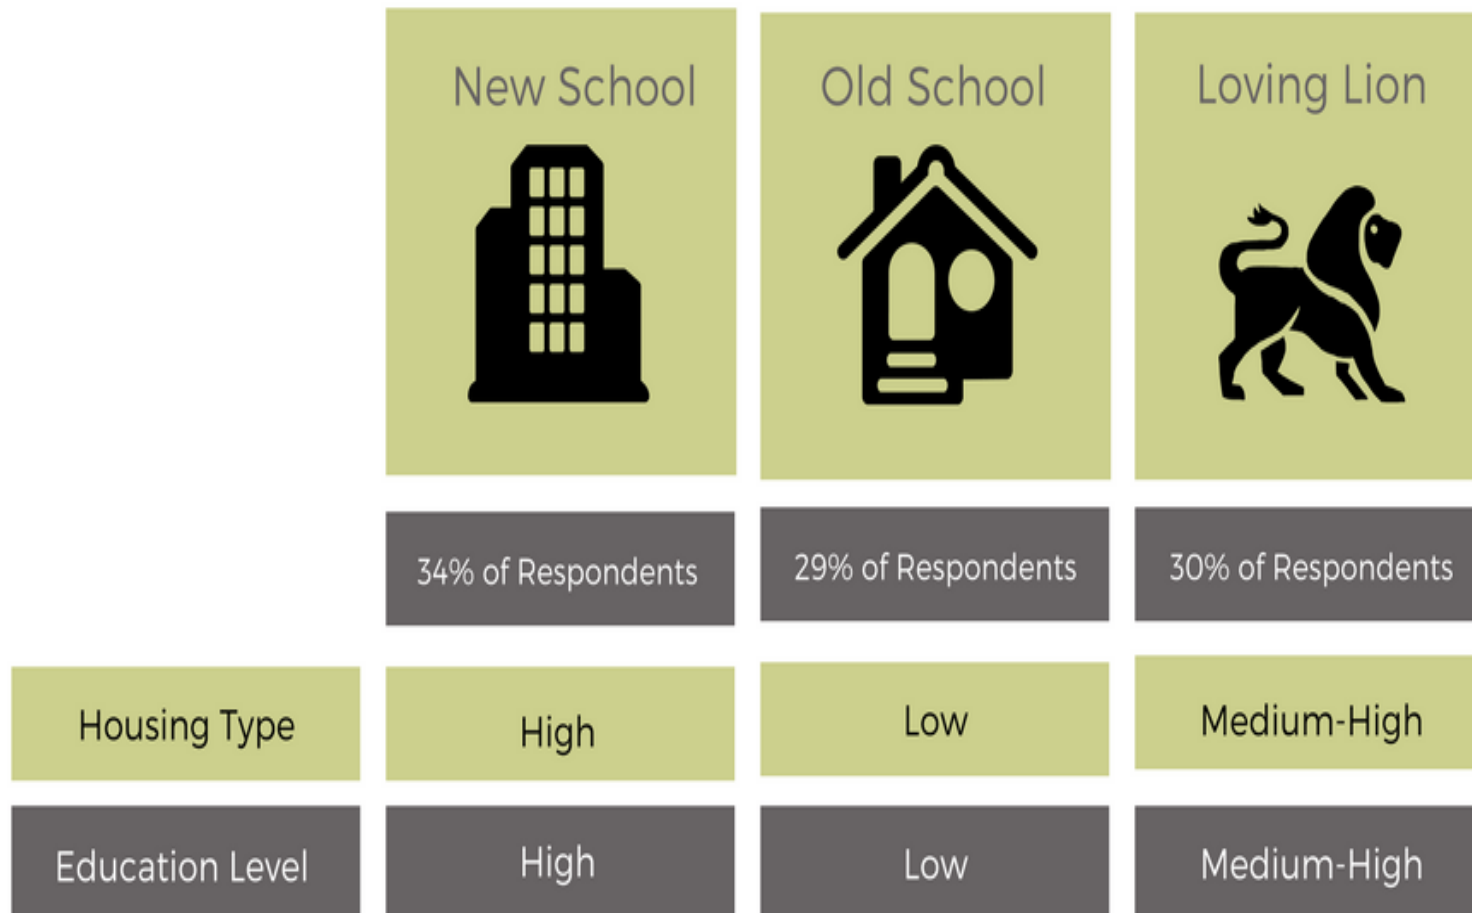 New School
Old School
Loving Lion
34% of Respondents
29% of Respondents
30% of Respondents
Housing Type
High
Low
Medium-High
Education Level
High
Low
Medium-High